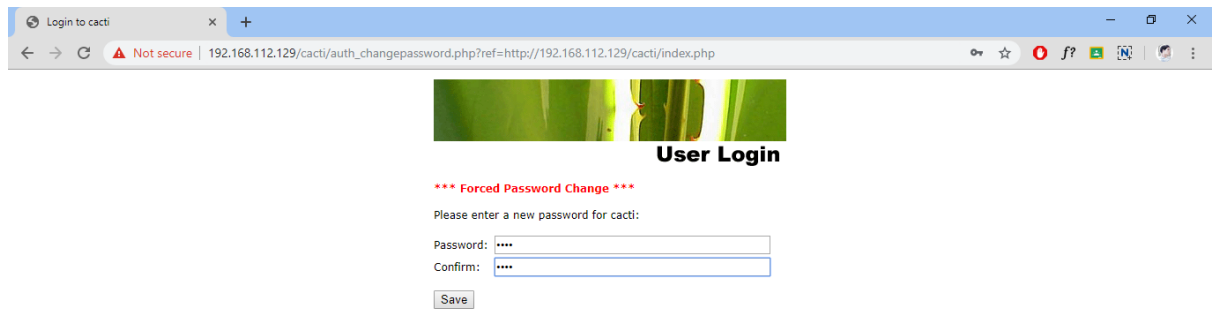 Login to cacti
Not secure | 192.168.112.129/cacti/auth_changepassword.php?ref=http://192.168.112.129/cacti/index.php
f?
N
User Login
*** Forced Password Change ***
Please enter a new password for cacti:
Password: ••••
Confirm: ••••
Save